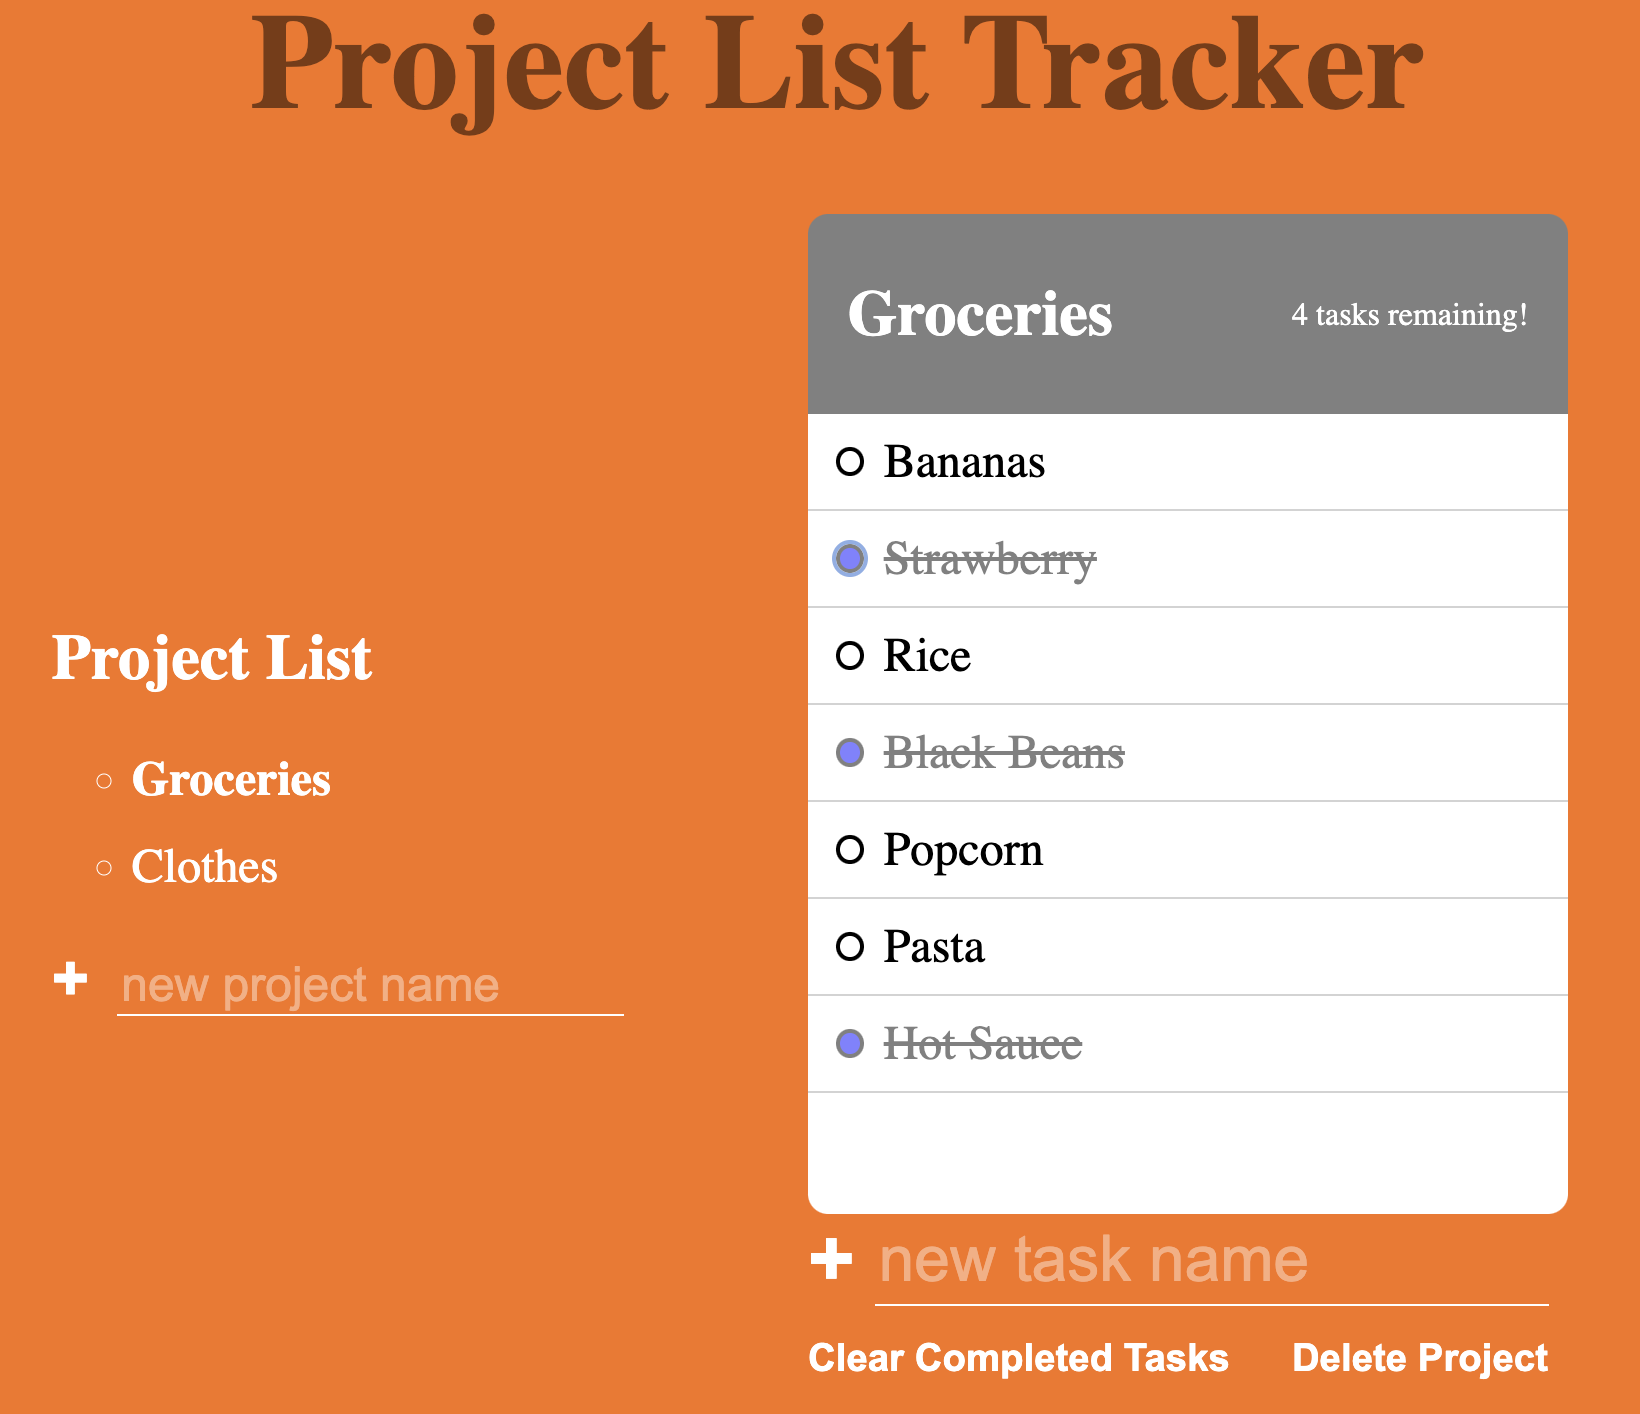 Project List Tracker
Groceries
4 tasks remaining!
Bananas
Strawberry
Rice
Black Beans
Popcorn
Pasta
Hot Sauce
Project List
Groceries
Clothes
new project name
new task name
Clear Completed Tasks
Delete Project